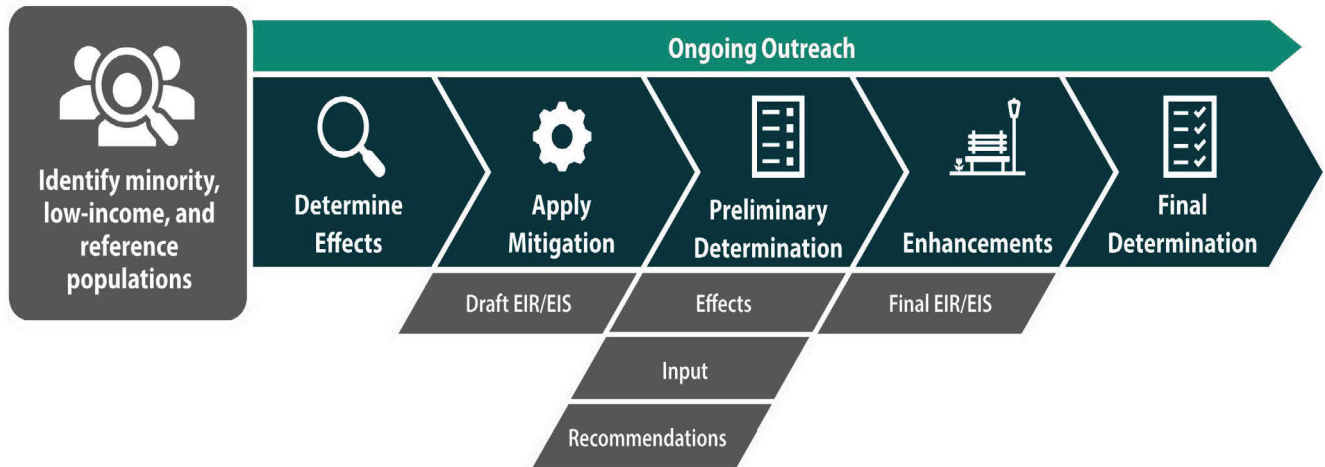 Ongoing Outreach
Identify minority,
low-income, and
reference
populations
Determine
Effects
Apply
Mitigation
Preliminary
Determination
Enhancements
Final
Determination
Draft EIR/EIS
Effects
Final EIR/EIS
Input
Recommendations